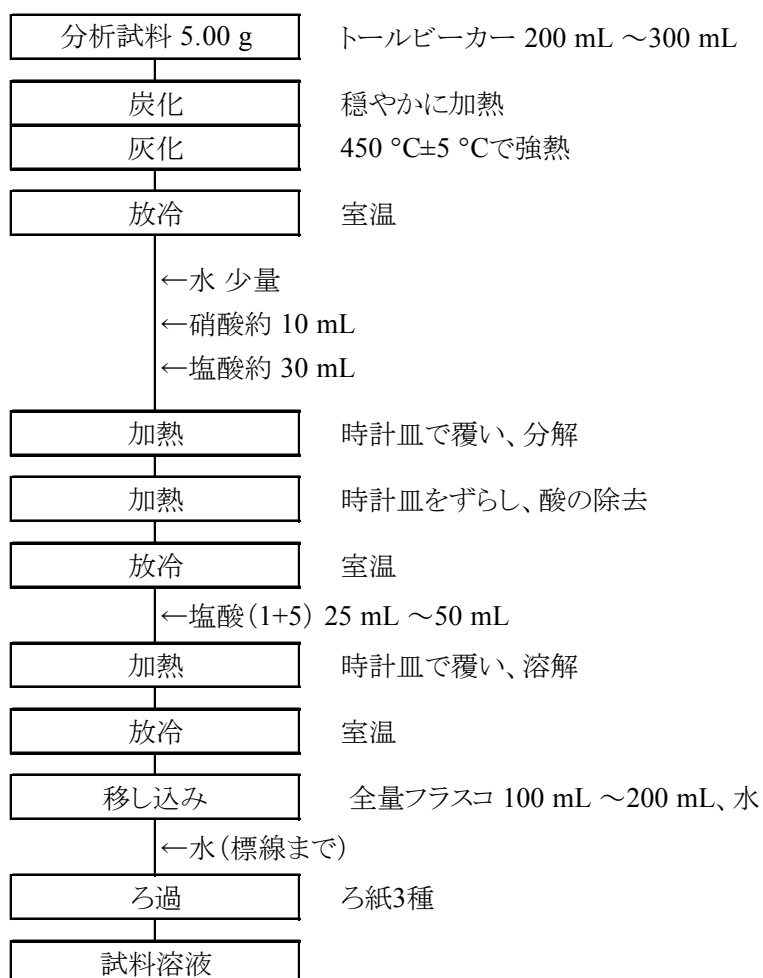 分析試料 5.00 g トールビーカー 200 mL ～300 mL
炭化 穏やかに加熱
灰化 450 °C±5 °Cで強熱
放冷 室温
←水 少量
←硝酸約 10 mL
←塩酸約 30 mL
加熱 時計皿で覆い、分解
加熱 時計皿をずらし、酸の除去
放冷 室温
←塩酸（1+5） 25 mL ～50 mL
加熱 時計皿で覆い、溶解
放冷 室温
移し込み 全量フラスコ 100 mL ～200 mL、水
←水（標線まで）
ろ過 ろ紙3種
試料溶液